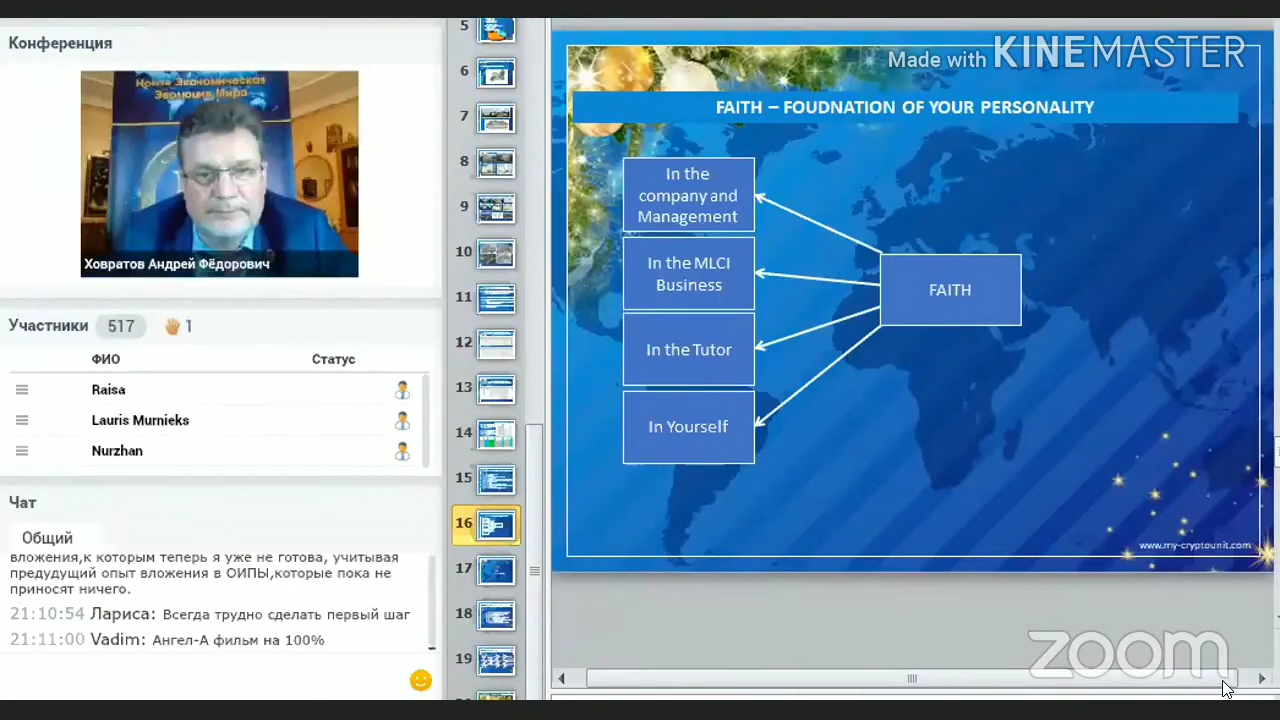 Конференция
Новая Экономическая
Эволюция Мира
Ховратов Андрей Фёдорович
Участники 517 1
ФИО Статус
Raisa
Lauris Murnieks
Nurzhan
Чат
Общий
вложения,к которым теперь я уже не готова, учитывая
предудущий опыт вложения в ОИПЫ,которые пока не
приносят ничего.
21:10:54 Лариса: Всегда трудно сделать первый шаг
21:11:00 Vadim: Ангел-А фильм на 100%
5
6
7
8
9
10
11
12
13
14
15
16
17
18
19
Made with KINEMASTER
FAITH – FOUDNATION OF YOUR PERSONALITY
In the
company and
Management
In the MLCI
Business
In the Tutor
In Yourself
FAITH
www.my-cryptounit.com
zoom